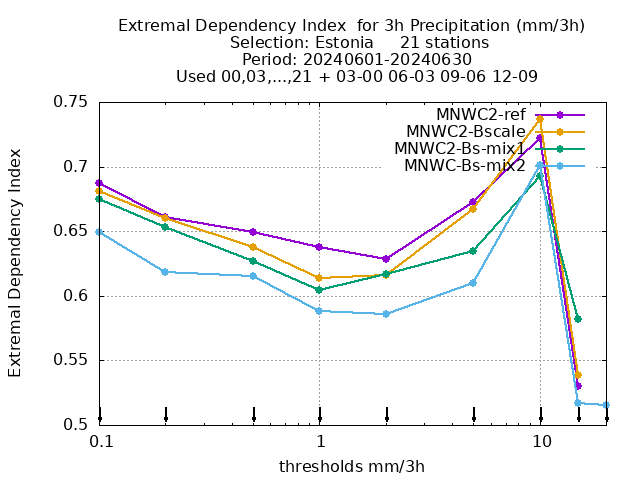 Extremal Dependency Index  for 3h Precipitation (mm/3h)
Selection: Estonia     21 stations
Period: 20240601-20240630
Used 00,03,...,21 + 03-00 06-03 09-06 12-09
MNWC2-ref
MNWC2-Bscale
MNWC2-Bs-mix1
MNWC-Bs-mix2
Extremal Dependency Index
0.75
0.7
0.65
0.6
0.55
0.5
0.1 1 10
thresholds mm/3h